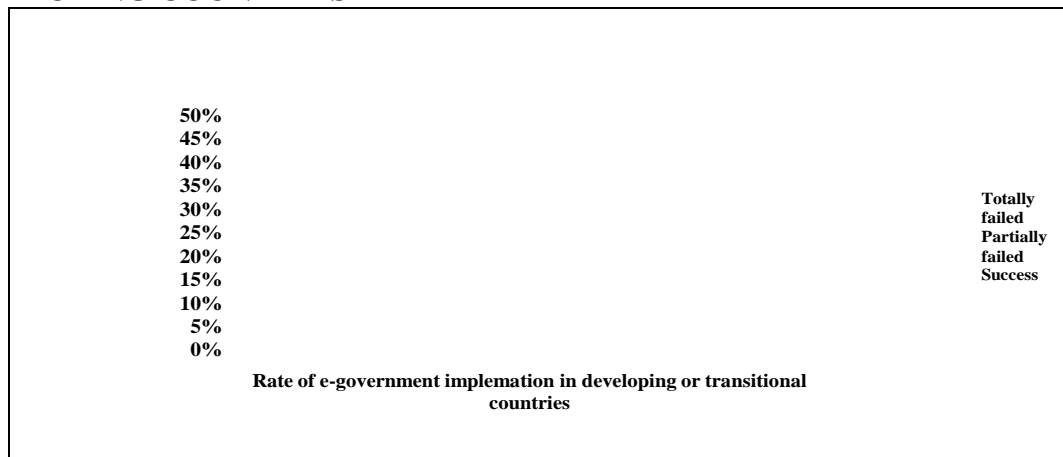 50%
45%
40%
35%
30%
25%
20%
15%
10%
5%
0%
Totally
failed
Partially
failed
Success
Rate of e-government implemation in developing or transitional
countries